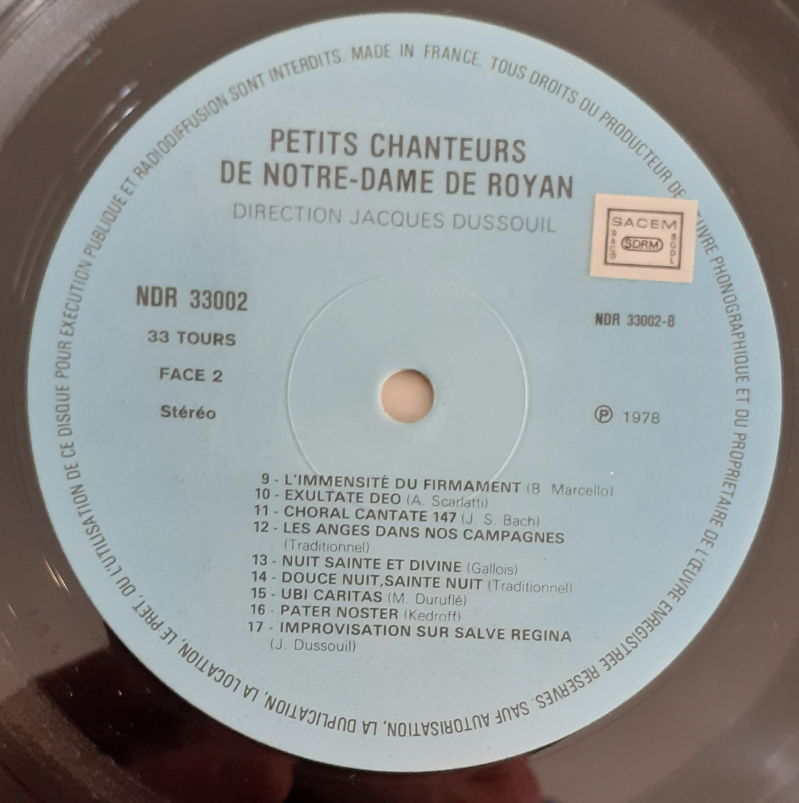 PETITS CHANTEURS
DE NOTRE-DAME DE ROYAN
DIRECTION JACQUES DUSSOUIL
SACEM
SACD
SDRM
SGDL
NDR 33002
33 TOURS
FACE 2
Stéréo
NDR 33002-B
℗ 1978
9 - L'IMMENSITÉ DU FIRMAMENT (B. Marcello)
10 - EXULTATE DEO (A. Scarlatti)
11 - CHORAL CANTATE 147 (J. S. Bach)
12 - LES ANGES DANS NOS CAMPAGNES
(Traditionnel)
13 - NUIT SAINTE ET DIVINE (Gallois)
14 - DOUCE NUIT, SAINTE NUIT (Traditionnel)
15 - UBI CARITAS (M. Duruflé)
16 - PATER NOSTER (Kedroff)
17 - IMPROVISATION SUR SALVE REGINA
(J. Dussouil)
MADE IN FRANCE. TOUS DROITS DU PRODUCTEUR DE L'ŒUVRE PHONOGRAPHIQUE ET DU PROPRIETAIRE DE L'ŒUVRE ENREGISTREE RESERVES. SAUF AUTORISATION, LA DUPLICATION, LA LOCATION, LE PRET, OU L'UTILISATION DE CE DISQUE POUR EXECUTION PUBLIQUE ET RADIODIFFUSION SONT INTERDITS.